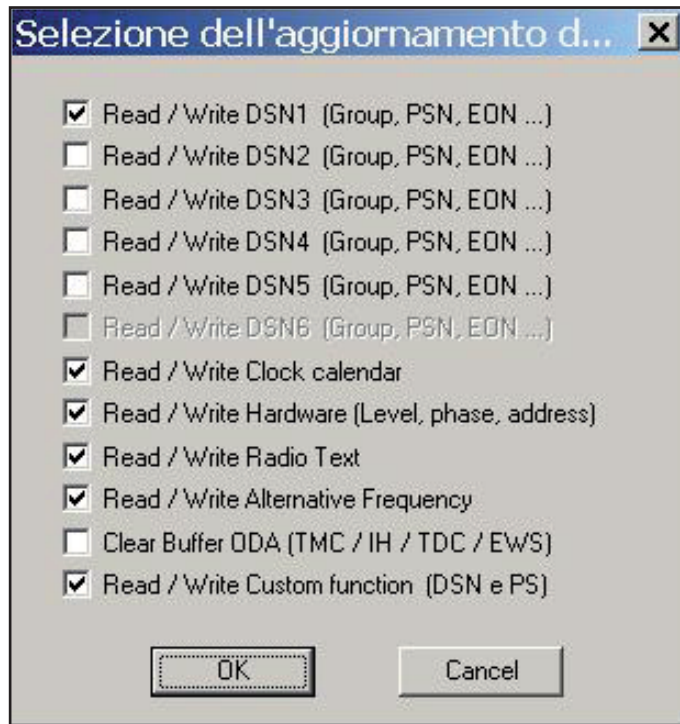 Selezione dell'aggiornamento d...
Read / Write DSN1 (Group, PSN, EON ...)
Read / Write DSN2 (Group, PSN, EON ...)
Read / Write DSN3 (Group, PSN, EON ...)
Read / Write DSN4 (Group, PSN, EON ...)
Read / Write DSN5 (Group, PSN, EON ...)
Read / Write DSN6 (Group, PSN, EON ...)
Read / Write Clock calendar
Read / Write Hardware (Level, phase, address)
Read / Write Radio Text
Read / Write Alternative Frequency
Clear Buffer ODA (TMC / IH / TDC / EWS)
Read / Write Custom function (DSN e PS)
OK Cancel